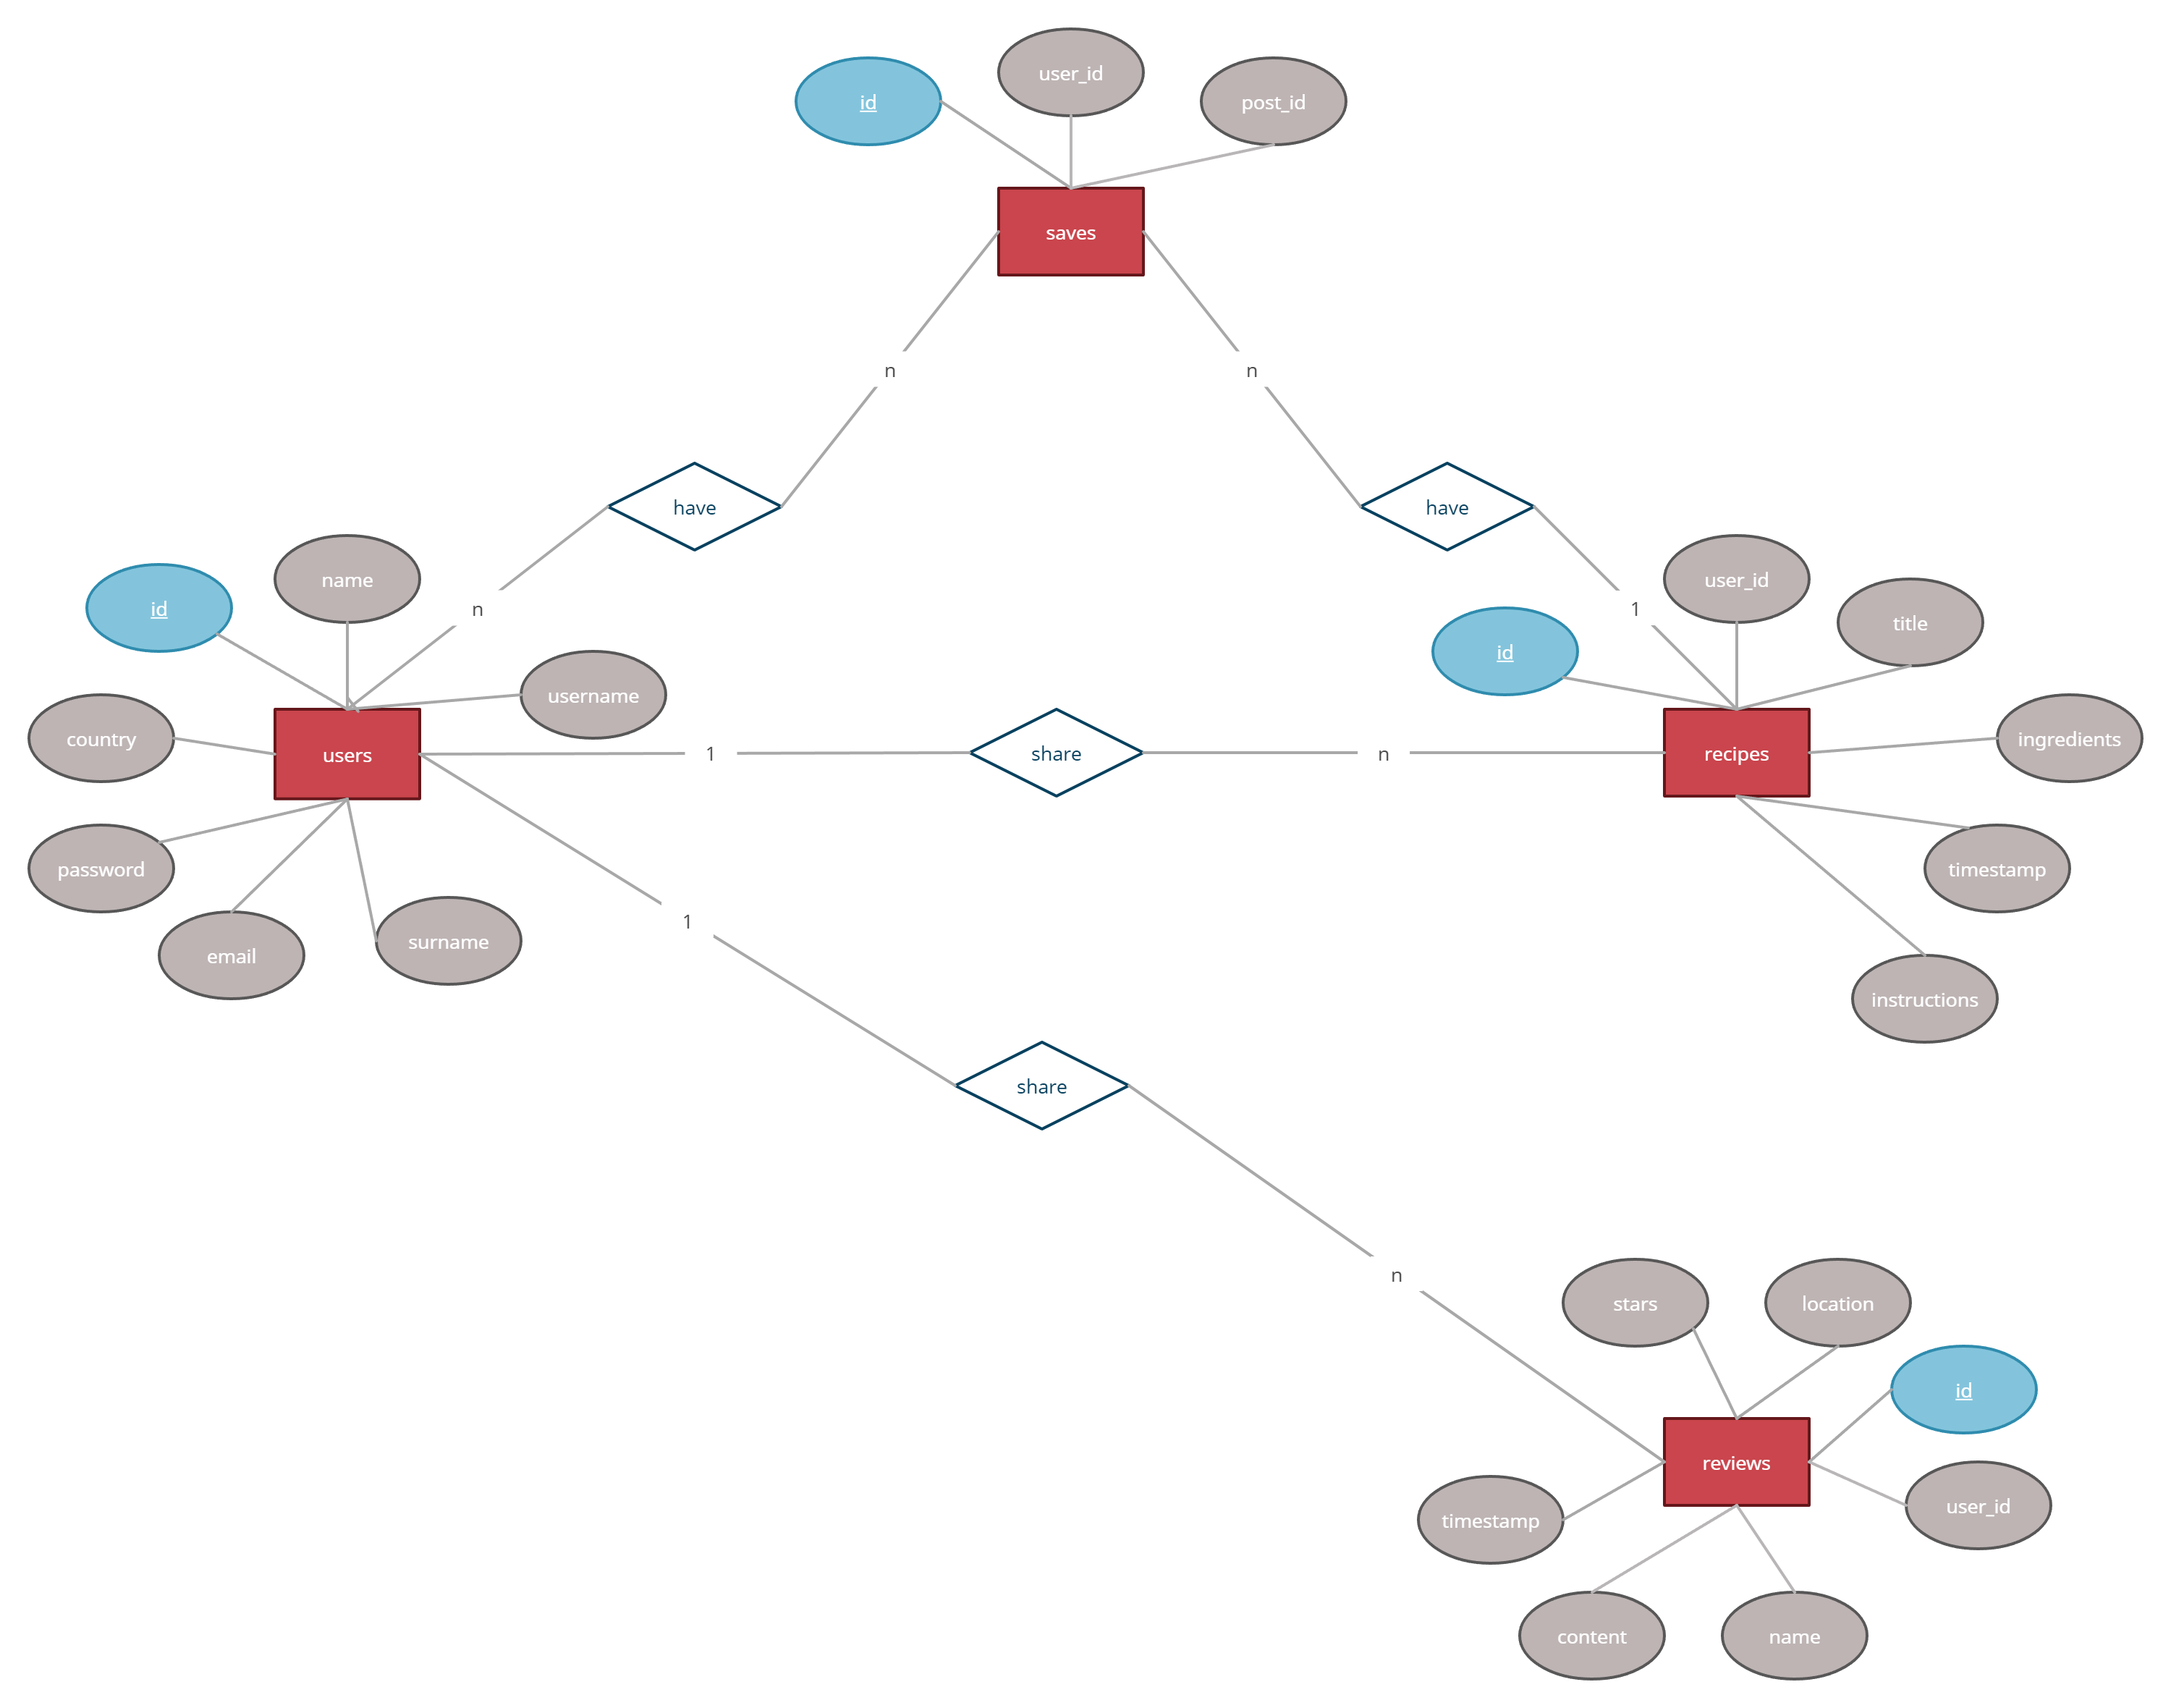 user_id
id
post_id
saves
n
n
have
have
name
user_id
id
n
1
title
id
username
country
ingredients
users
1
share
n
recipes
password
timestamp
1
email
surname
instructions
share
n
stars
location
id
reviews
user_id
timestamp
content
name